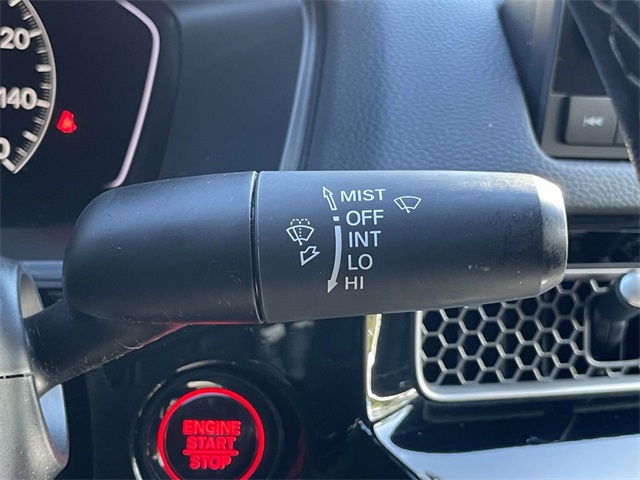 20
140
MIST
OFF
INT
LO
HI
ENGINE
START
STOP